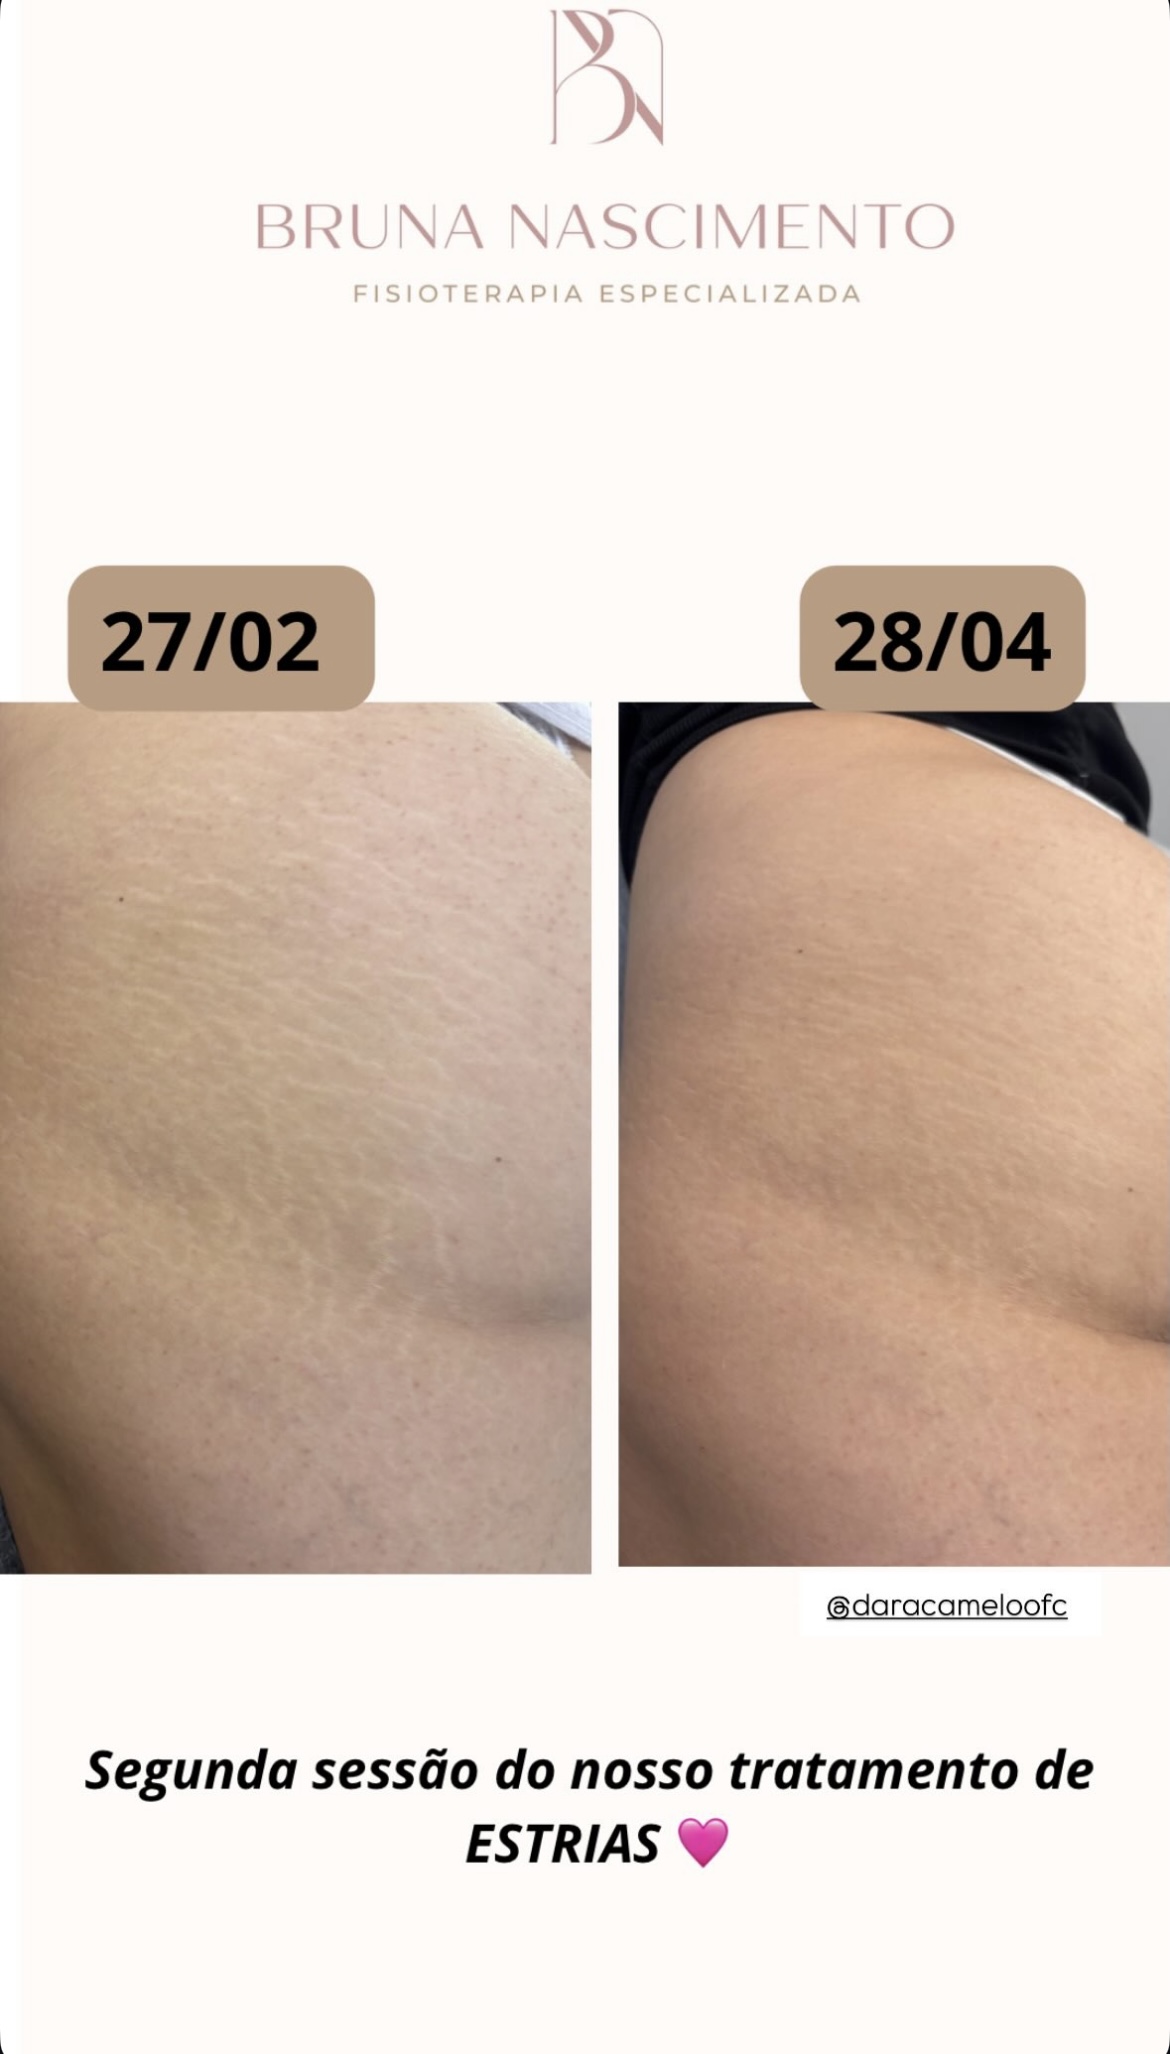 BN
BRUNA NASCIMENTO
FISIOTERAPIA ESPECIALIZADA
27/02
28/04
@daracameloofc
Segunda sessão do nosso tratamento de
ESTRIAS 🩷